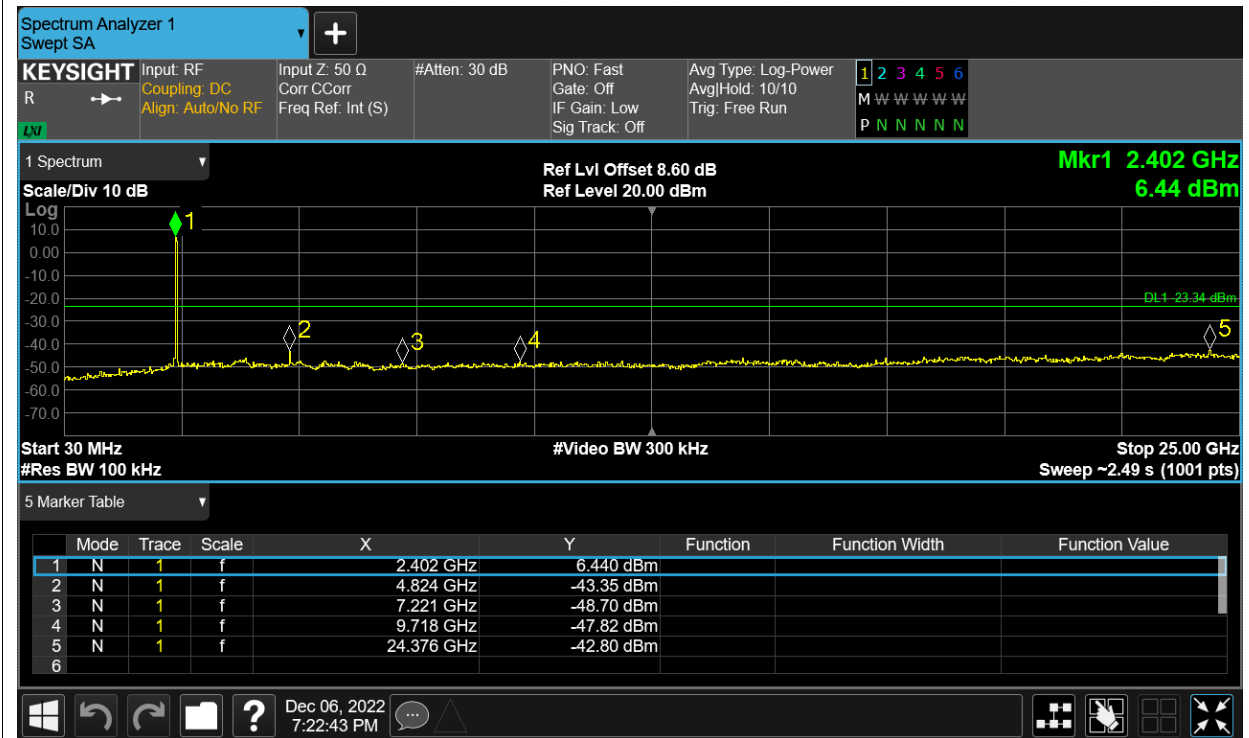 Spectrum Analyzer 1
Swept SA
KEYSIGHT
R
LXI
Input: RF
Coupling: DC
Align: Auto/No RF
Input Z: 50 Ω
Corr CCorr
Freq Ref: Int (S)
#Atten: 30 dB
PNO: Fast
Gate: Off
IF Gain: Low
Sig Track: Off
Avg Type: Log-Power
Avg|Hold: 10/10
Trig: Free Run
1 2 3 4 5 6
M W W W W W
P N N N N N
1 Spectrum
Scale/Div 10 dB
Ref Lvl Offset 8.60 dB
Ref Level 20.00 dBm
Mkr1 2.402 GHz
6.44 dBm
Log
10.0
0.00
-10.0
-20.0
-30.0
-40.0
-50.0
-60.0
-70.0
1
2
3
4
5
DL1 -23.34 dBm
Start 30 MHz
#Video BW 300 kHz
Stop 25.00 GHz
#Res BW 100 kHz
Sweep ~2.49 s (1001 pts)
5 Marker Table
Mode Trace Scale X Y Function Function Width Function Value
1 N 1 f 2.402 GHz 6.440 dBm
2 N 1 f 4.824 GHz -43.35 dBm
3 N 1 f 7.221 GHz -48.70 dBm
4 N 1 f 9.718 GHz -47.82 dBm
5 N 1 f 24.376 GHz -42.80 dBm
6
?
Dec 06, 2022
7:22:43 PM